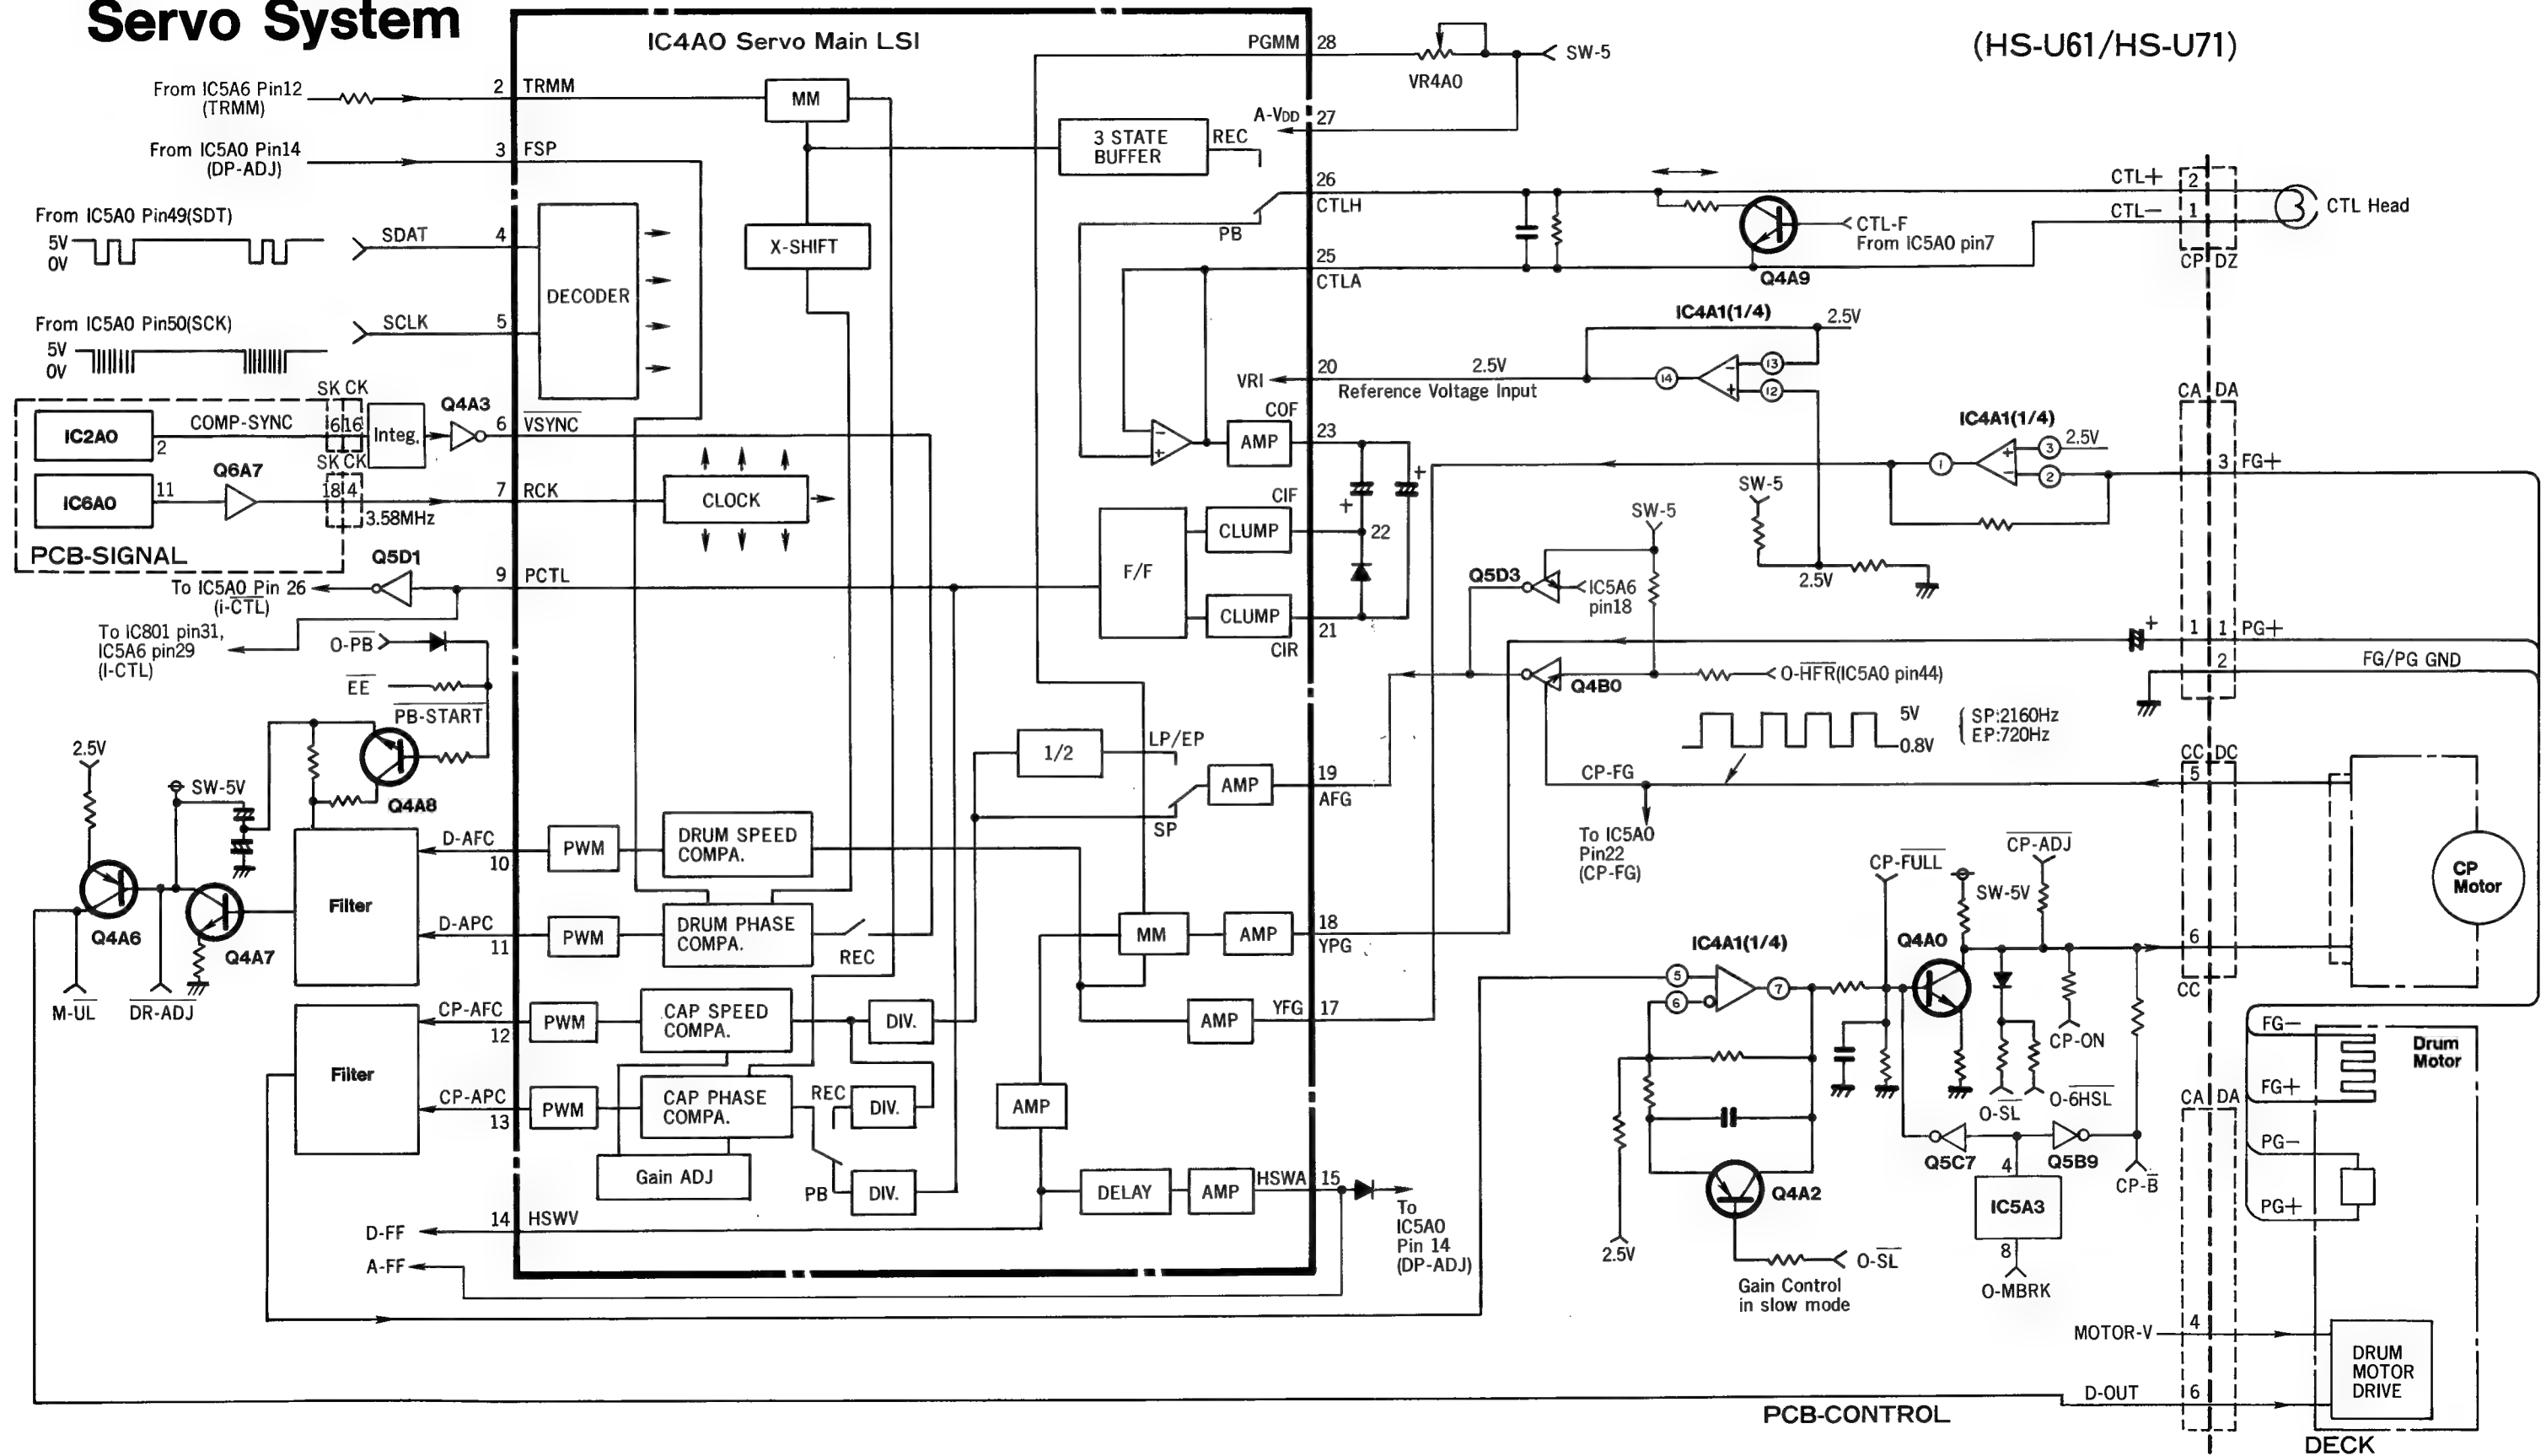 Servo System
IC4A0 Servo Main LSI
(HS-U61/HS-U71)
From IC5A6 Pin12
(TRMM)
2
TRMM
MM
From IC5A0 Pin14
(DP-ADJ)
3
FSP
From IC5A0 Pin49(SDT)
5V
0V
SDAT
4
DECODER
From IC5A0 Pin50(SCK)
5V
0V
SCLK
5
X-SHIFT
3 STATE
BUFFER
REC
PB
PGMM
28
VR4A0
SW-5
A-VDD
27
26
CTLH
25
CTLA
CTL-F
From IC5A0 pin7
Q4A9
CTL+
2
CTL−
1
CP
DZ
CTL Head
IC4A1(1/4)
2.5V
13
12
14
VRI
20
2.5V
Reference Voltage Input
SK CK
IC2A0
2
COMP-SYNC
6
16
Integ.
Q4A3
6
VSYNC
SK CK
IC6A0
11
Q6A7
18
14
3.58MHz
7
RCK
CLOCK
PCB-SIGNAL
−
+
COF
AMP
23
CIF
CLUMP
22
F/F
CLUMP
21
CIR
+
+
CA
DA
IC4A1(1/4)
3
2.5V
2
1
3
FG+
SW-5
2.5V
SW-5
Q5D3
IC5A6
pin18
Q5D1
To IC5A0 Pin 26
(i-CTL)
9
PCTL
To IC801 pin31,
IC5A6 pin29
(I-CTL)
O-PB
EE
PB-START
Q4A8
Q4B0
O-HFR(IC5A0 pin44)
+
1
1
PG+
2
FG/PG GND
5V
0.8V
SP:2160Hz
EP:720Hz
1/2
LP/EP
SP
AMP
19
AFG
CP-FG
To IC5A0
Pin22
(CP-FG)
CC
DC
5
2.5V
SW-5V
Filter
Q4A6
Q4A7
M-UL
DR-ADJ
D-AFC
10
PWM
DRUM SPEED
COMPA.
D-APC
11
PWM
DRUM PHASE
COMPA.
REC
MM
AMP
18
YPG
CP-FULL
CP-ADJ
SW-5V
CP
Motor
IC4A1(1/4)
5
6
7
Q4A0
6
CC
Filter
CP-AFC
12
PWM
CAP SPEED
COMPA.
DIV.
AMP
YFG
17
CP-APC
13
PWM
CAP PHASE
COMPA.
REC
DIV.
AMP
Gain ADJ
PB
DIV.
DELAY
AMP
HSWA
15
To
IC5A0
Pin 14
(DP-ADJ)
D-FF
14
HSWV
A-FF
2.5V
Q4A2
O-SL
Gain Control
in slow mode
O-SL
O-6HSL
CP-ON
Q5C7
Q5B9
4
IC5A3
8
O-MBRK
CP-B
FG−
Drum
Motor
FG+
CA
DA
PG−
PG+
MOTOR-V
4
D-OUT
6
DRUM
MOTOR
DRIVE
PCB-CONTROL
DECK